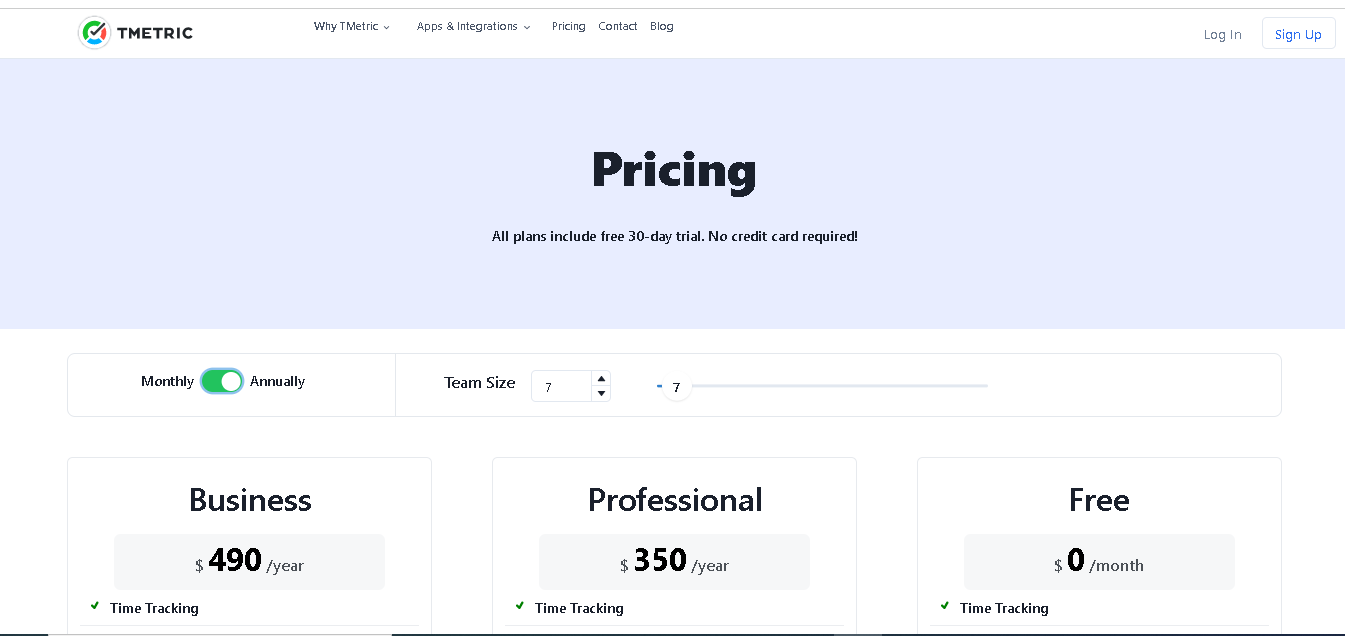 TMETRIC Why TMetric Apps & Integrations Pricing Contact Blog Log In Sign Up
Pricing
All plans include free 30-day trial. No credit card required!
Monthly Annually Team Size 7 7
Business Professional Free
$ 490 /year $ 350 /year $ 0 /month
Time Tracking Time Tracking Time Tracking